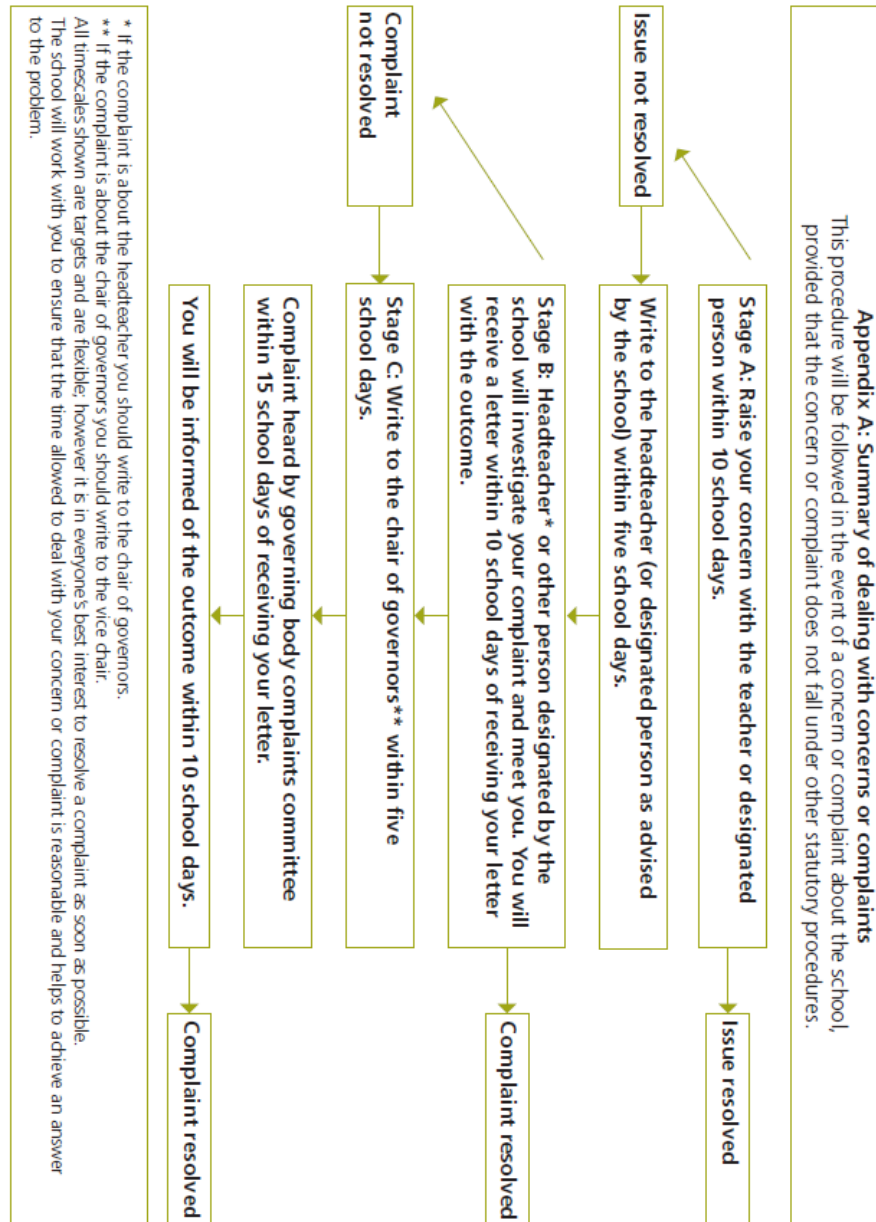 Appendix A: Summary of dealing with concerns or complaints
This procedure will be followed in the event of a concern or complaint about the school,
provided that the concern or complaint does not fall under other statutory procedures.
Stage A: Raise your concern with the teacher or designated
person within 10 school days.
Issue resolved
Issue not resolved
Write to the headteacher (or designated person as advised
by the school) within five school days.
Stage B: Headteacher* or other person designated by the
school will investigate your complaint and meet you. You will
receive a letter within 10 school days of receiving your letter
with the outcome.
Complaint resolved
Complaint
not resolved
Stage C: Write to the chair of governors** within five
school days.
Complaint heard by governing body complaints committee
within 15 school days of receiving your letter.
You will be informed of the outcome within 10 school days.
Complaint resolved
* If the complaint is about the headteacher you should write to the chair of governors.
** If the complaint is about the chair of governors you should write to the vice chair.
All timescales shown are targets and are flexible; however it is in everyone's best interest to resolve a complaint as soon as possible.
The school will work with you to ensure that the time allowed to deal with your concern or complaint is reasonable and helps to achieve an answer
to the problem.